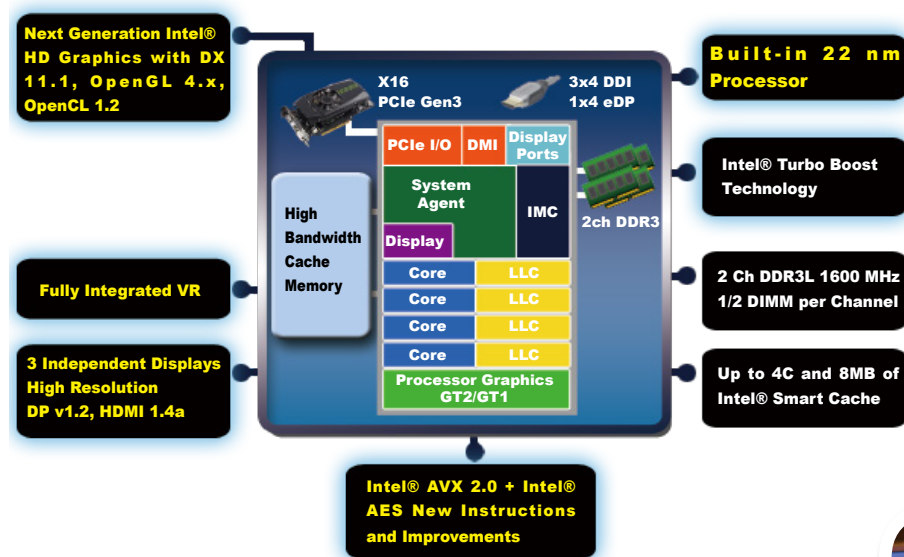 Next Generation Intel®
HD Graphics with DX
11.1, OpenGL 4.x,
OpenCL 1.2
Fully Integrated VR
3 Independent Displays
High Resolution
DP v1.2, HDMI 1.4a
X16
PCIe Gen3
3x4 DDI
1x4 eDP
PCIe I/O
DMI
Display
Ports
System
Agent
IMC
Display
2ch DDR3
High
Bandwidth
Cache
Memory
Core
LLC
Core
LLC
Core
LLC
Core
LLC
Processor Graphics
GT2/GT1
Built-in 22 nm
Processor
Intel® Turbo Boost
Technology
2 Ch DDR3L 1600 MHz
1/2 DIMM per Channel
Up to 4C and 8MB of
Intel® Smart Cache
Intel® AVX 2.0 + Intel®
AES New Instructions
and Improvements